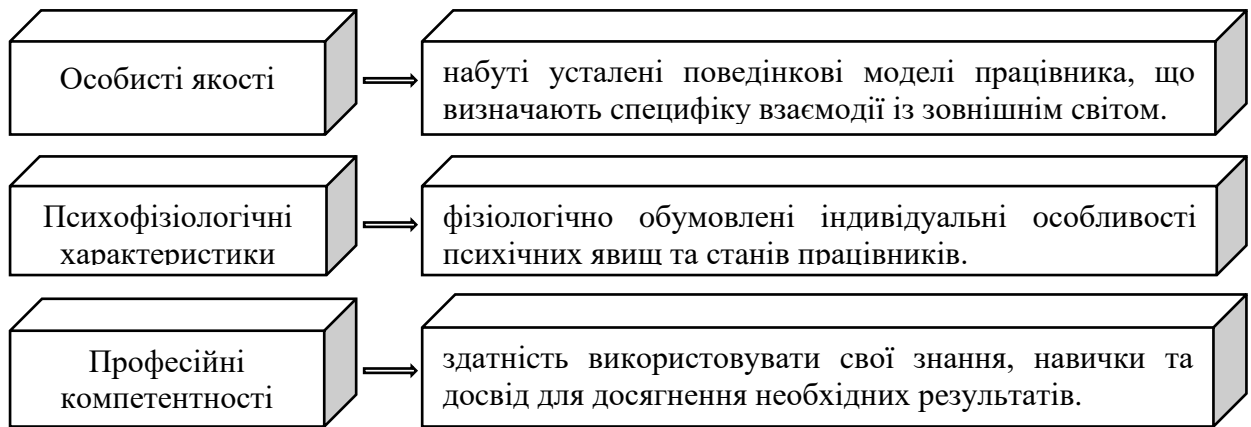 Особисті якості
набуті усталені поведінкові моделі працівника, що
визначають специфіку взаємодії із зовнішнім світом.
Психофізіологічні
характеристики
фізіологічно обумовлені індивідуальні особливості
психічних явищ та станів працівників.
Професійні
компетентності
здатність використовувати свої знання, навички та
досвід для досягнення необхідних результатів.